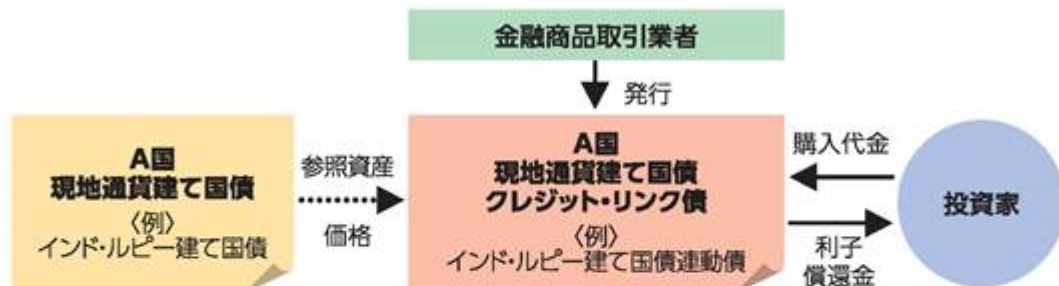 金融商品取引業者
発行
A国
現地通貨建て国債
〈例〉
インド・ルピー建て国債
参照資産
価格
A国
現地通貨建て国債
クレジット・リンク債
〈例〉
インド・ルピー建て国債連動債
購入代金
利子
償還金
投資家